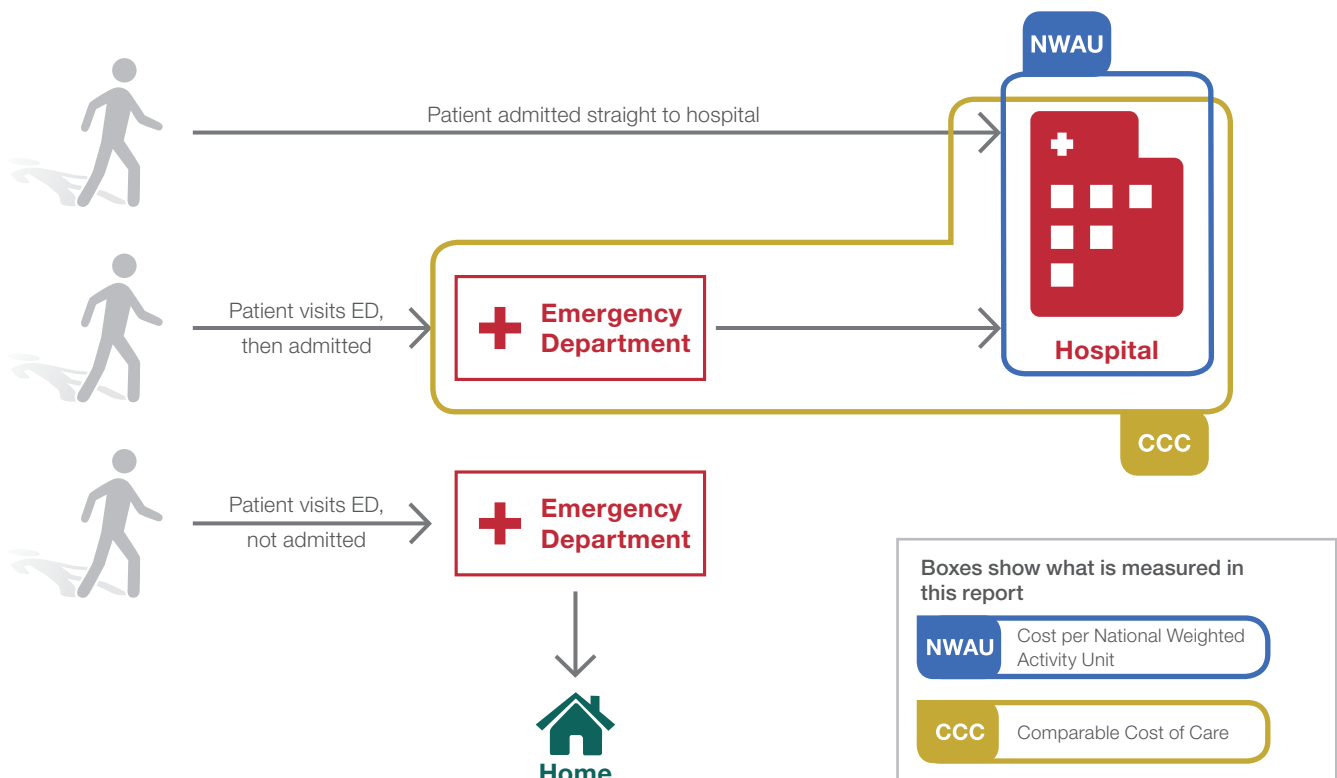 NWAU
Patient admitted straight to hospital
Patient visits ED,
then admitted
Emergency
Department
Hospital
CCC
Patient visits ED,
not admitted
Emergency
Department
Home
Boxes show what is measured in
this report
NWAU
Cost per National Weighted
Activity Unit
CCC
Comparable Cost of Care